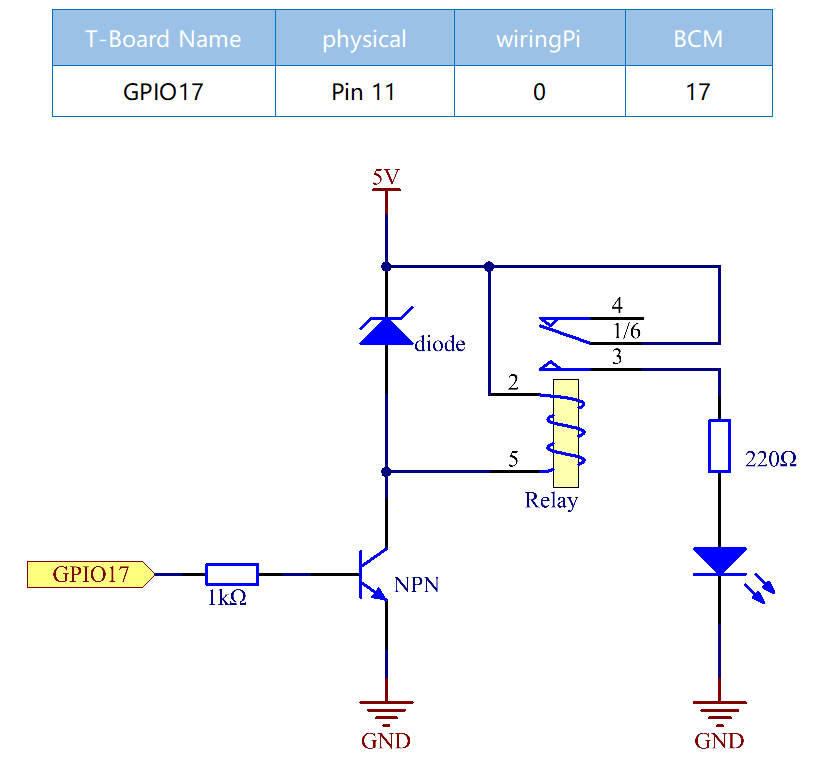 T-Board Name physical wiringPi BCM
GPIO17 Pin 11 0 17
5V
4
1/6
diode
3
2
220Ω
5
Relay
GPIO17
NPN
1kΩ
GND
GND